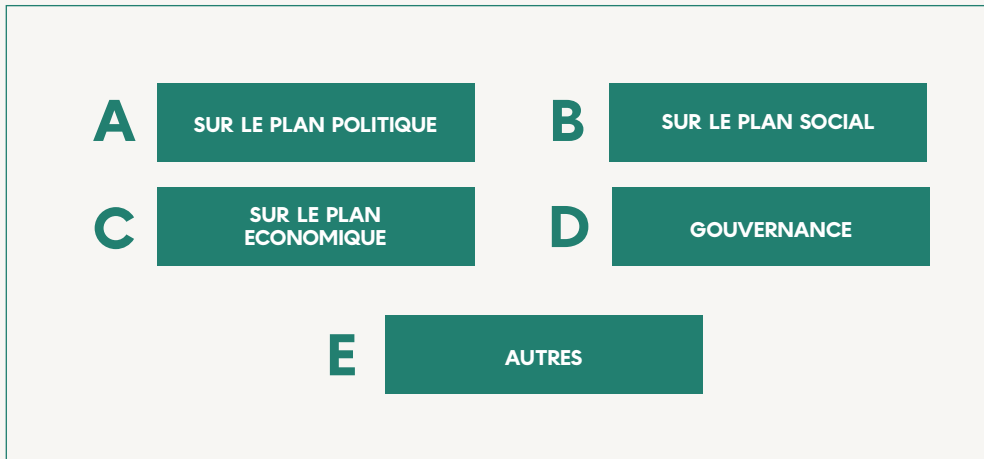 A
SUR LE PLAN POLITIQUE
B
SUR LE PLAN SOCIAL
C
SUR LE PLAN
ECONOMIQUE
D
GOUVERNANCE
E
AUTRES